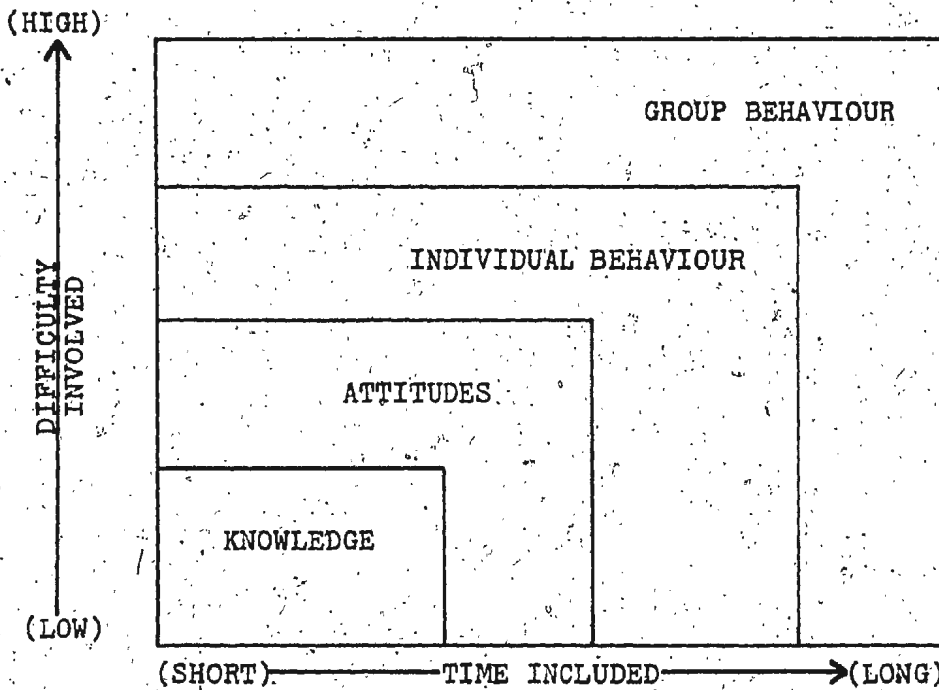 (HIGH)
GROUP BEHAVIOUR
INDIVIDUAL BEHAVIOUR
DIFFICULTY
INVOLVED
ATTITUDES
KNOWLEDGE
(LOW)
(SHORT) TIME INCLUDED (LONG)